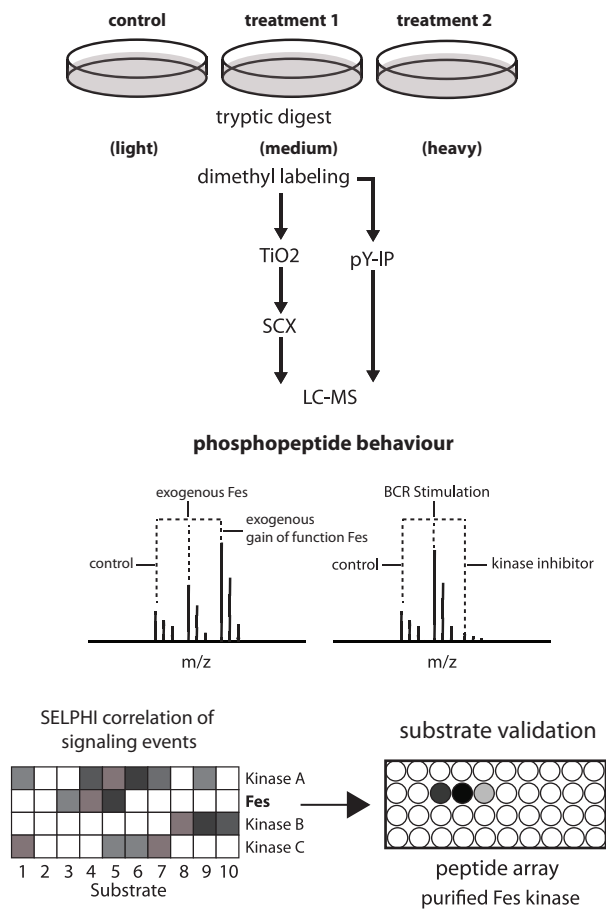 control treatment 1 treatment 2
tryptic digest
(light) (medium) (heavy)
dimethyl labeling
TiO2 pY-IP
SCX
LC-MS
phosphopeptide behaviour
exogenous Fes
exogenous
gain of function Fes
control
m/z
BCR Stimulation
control
kinase inhibitor
m/z
SELPHI correlation of
signaling events
Kinase A
Fes
Kinase B
Kinase C
1 2 3 4 5 6 7 8 9 10
Substrate
substrate validation
peptide array
purified Fes kinase